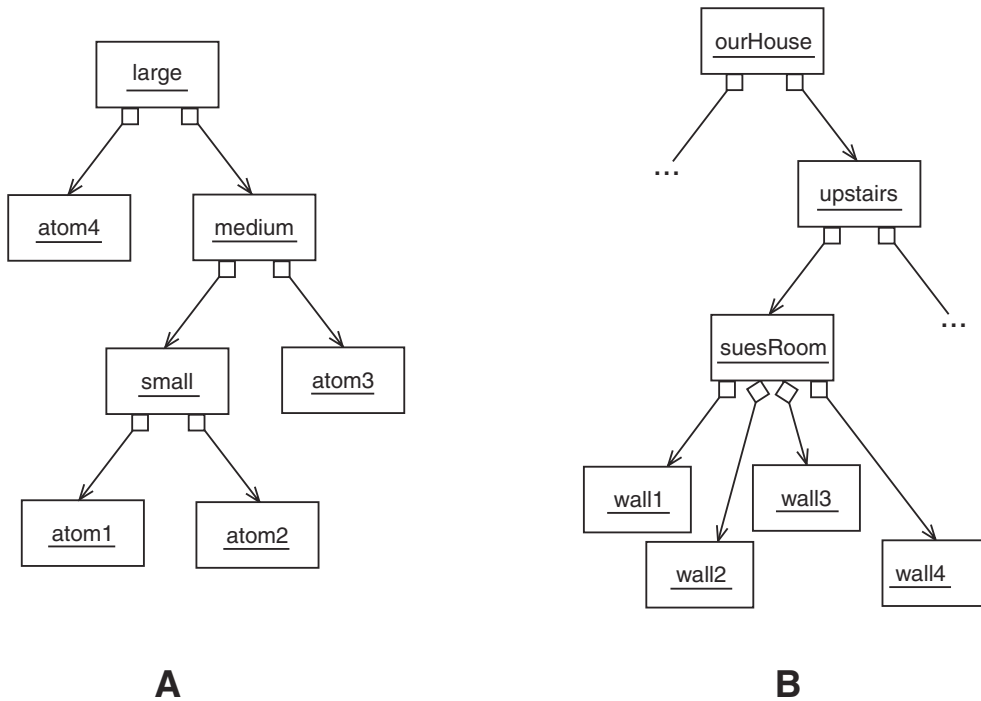 large
atom4
medium
small
atom3
atom1
atom2
A
ourHouse
...
upstairs
...
suesRoom
wall1
wall3
wall2
wall4
B